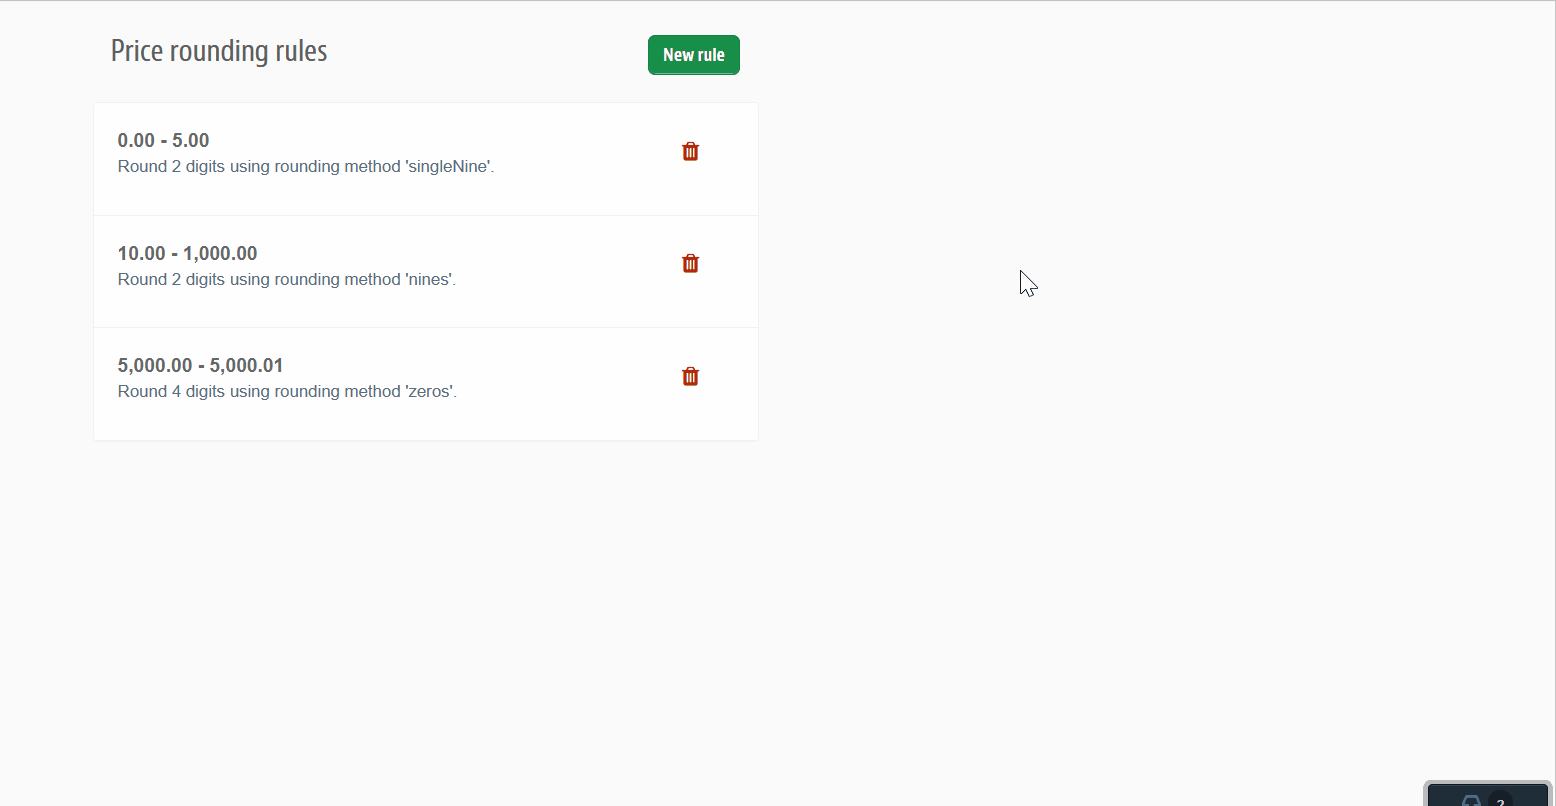 Price rounding rules
New rule
0.00 - 5.00
Round 2 digits using rounding method 'singleNine'.
10.00 - 1,000.00
Round 2 digits using rounding method 'nines'.
5,000.00 - 5,000.01
Round 4 digits using rounding method 'zeros'.